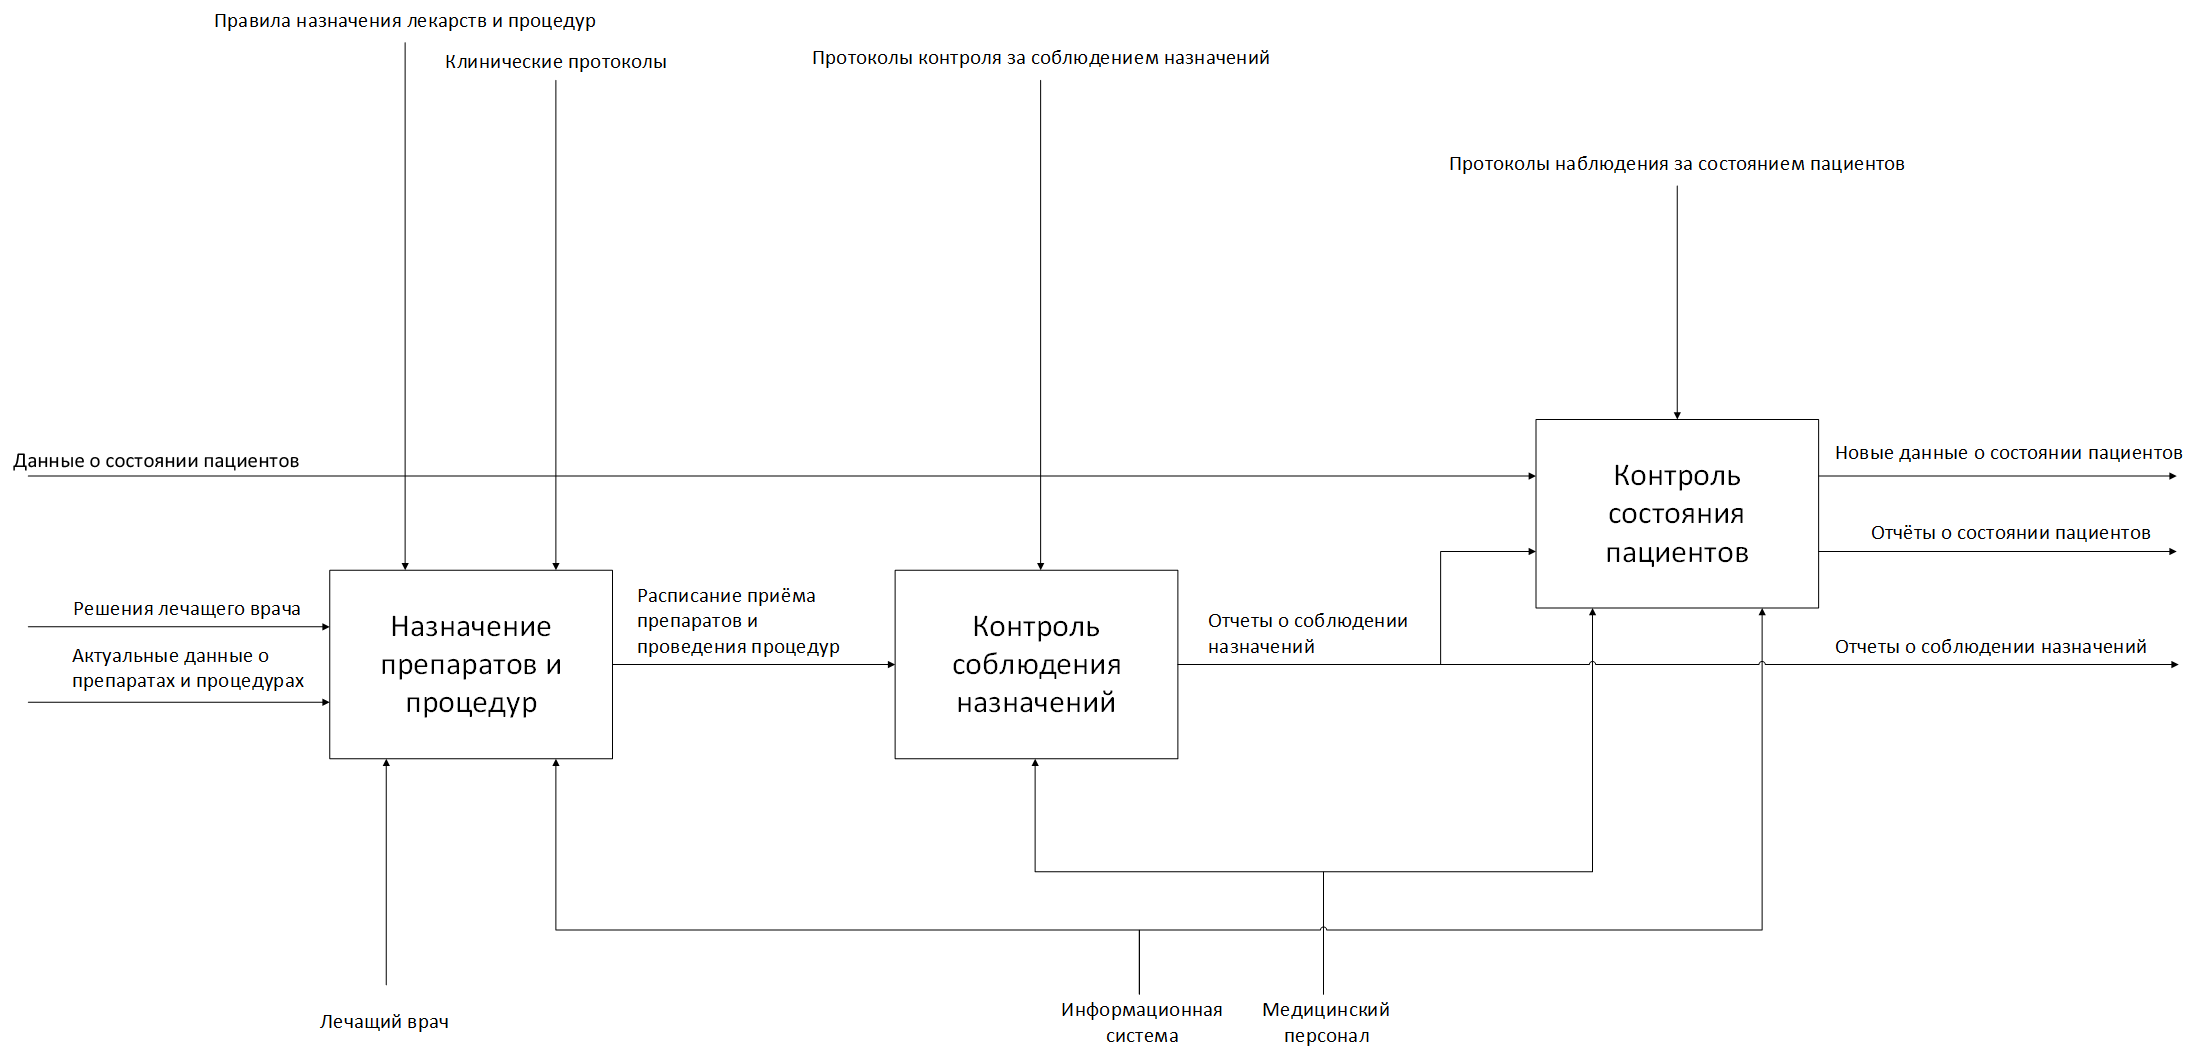 Правила назначения лекарств и процедур
Клинические протоколы
Протоколы контроля за соблюдением назначений
Протоколы наблюдения за состоянием пациентов
Данные о состоянии пациентов
Контроль
состояния
пациентов
Новые данные о состоянии пациентов
Отчёты о состоянии пациентов
Решения лечащего врача
Актуальные данные о
препаратах и процедурах
Назначение
препаратов и
процедур
Расписание приёма
препаратов и
проведения процедур
Контроль
соблюдения
назначений
Отчеты о соблюдении
назначений
Отчеты о соблюдении назначений
Лечащий врач
Информационная
система
Медицинский
персонал